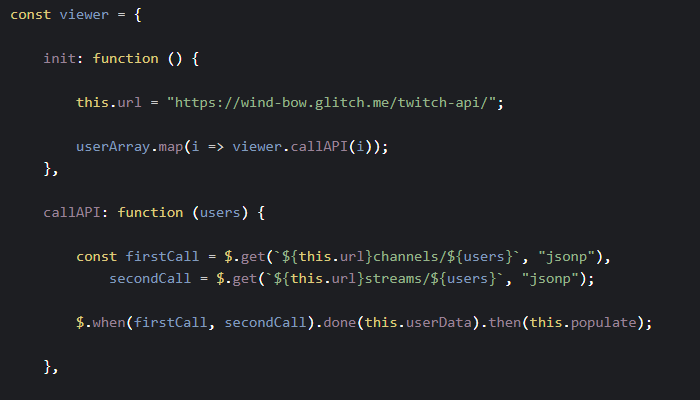 const viewer = {
init: function () {
this.url = "https://wind-bow.glitch.me/twitch-api/";
userArray.map(i => viewer.callAPI(i));
},
callAPI: function (users) {
const firstCall = $.get(`${this.url}channels/${users}`, "jsonp"),
secondCall = $.get(`${this.url}streams/${users}`, "jsonp");
$.when(firstCall, secondCall).done(this.userData).then(this.populate);
},